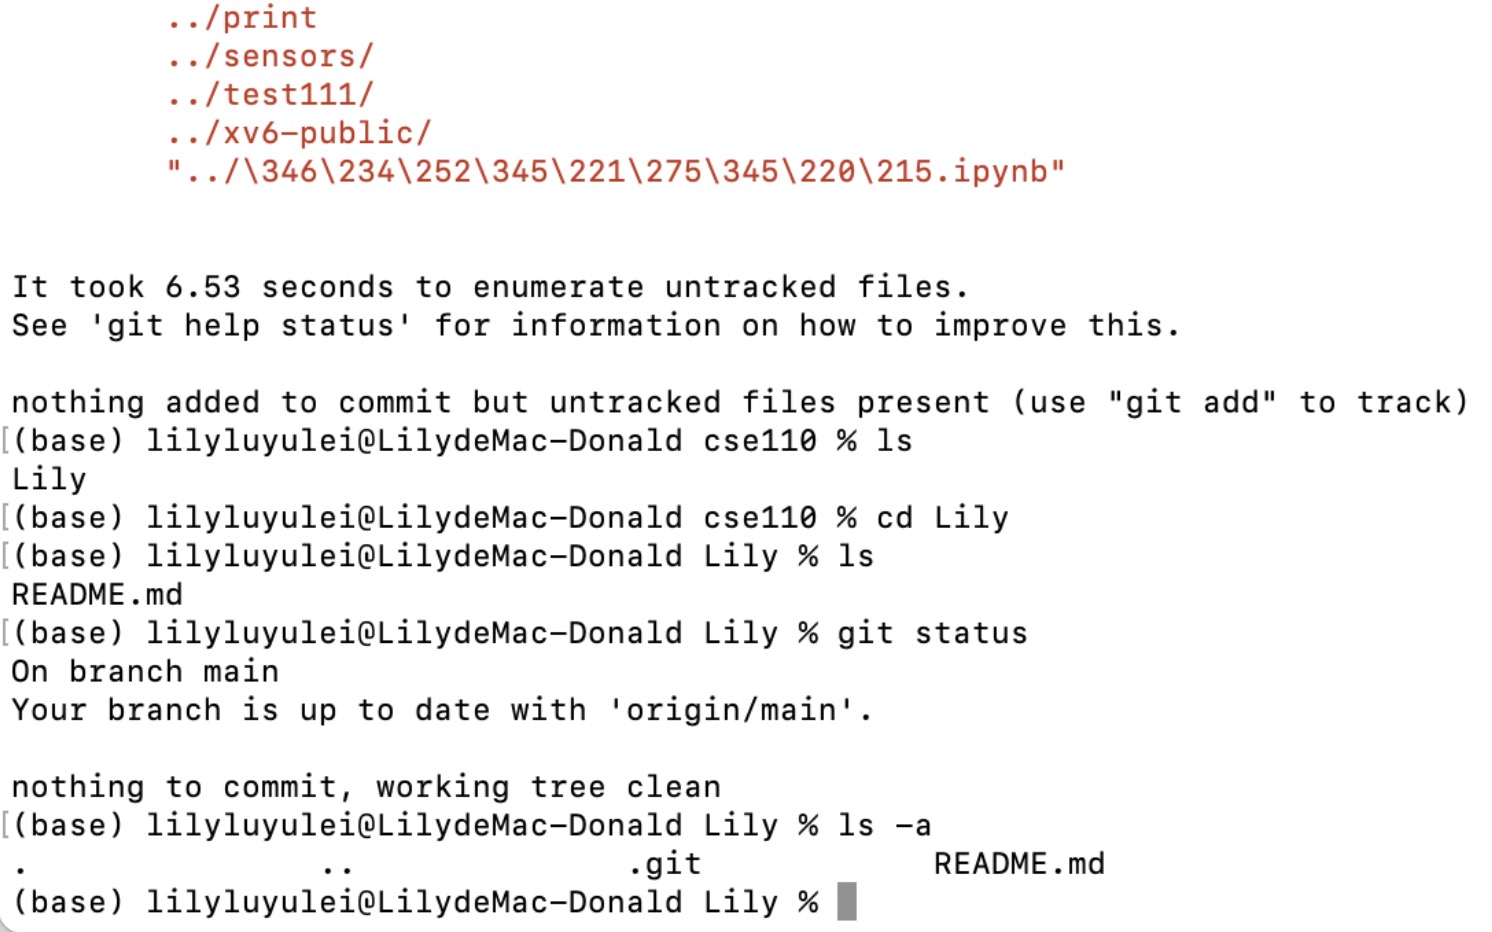 ../print
../sensors/
../test111/
../xv6-public/
"../\346\234\252\345\221\275\345\220\215.ipynb"
It took 6.53 seconds to enumerate untracked files.
See 'git help status' for information on how to improve this.
nothing added to commit but untracked files present (use "git add" to track)
[(base) lilyluyulei@LilydeMac-Donald cse110 % ls
Lily
[(base) lilyluyulei@LilydeMac-Donald cse110 % cd Lily
[(base) lilyluyulei@LilydeMac-Donald Lily % ls
README.md
[(base) lilyluyulei@LilydeMac-Donald Lily % git status
On branch main
Your branch is up to date with 'origin/main'.
nothing to commit, working tree clean
[(base) lilyluyulei@LilydeMac-Donald Lily % ls -a
. .. .git README.md
(base) lilyluyulei@LilydeMac-Donald Lily %